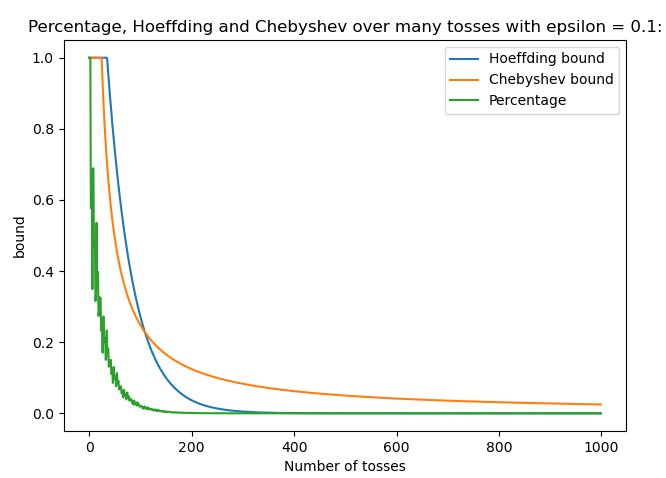 Percentage, Hoeffding and Chebyshev over many tosses with epsilon = 0.1:
1.0
0.8
0.6
0.4
0.2
0.0
bound
Hoeffding bound
Chebyshev bound
Percentage
0 200 400 600 800 1000
Number of tosses